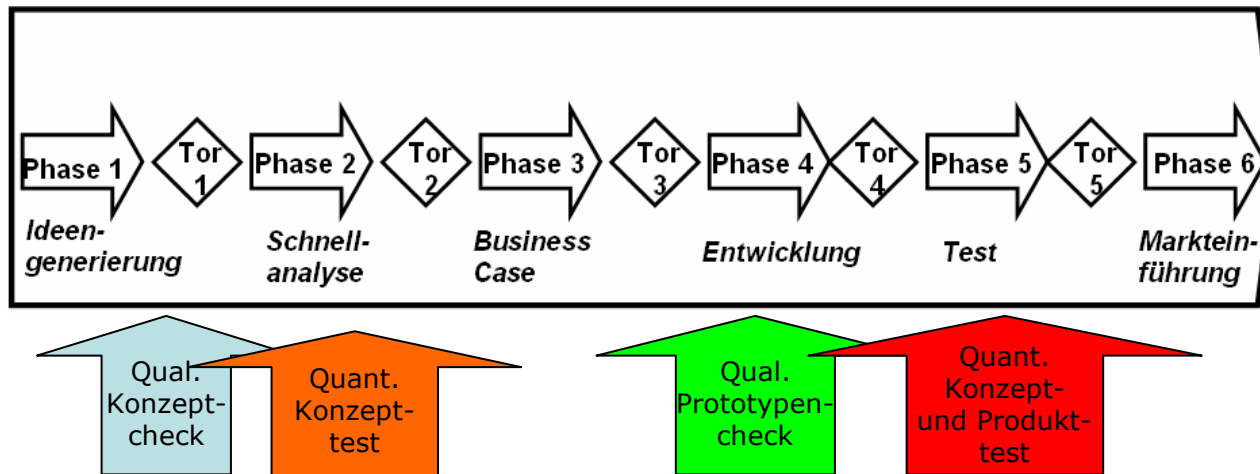 Phase 1
Tor
1
Phase 2
Tor
2
Phase 3
Tor
3
Phase 4
Tor
4
Phase 5
Tor
5
Phase 6
Ideen-
generierung
Schnell-
analyse
Business
Case
Entwicklung
Test
Marktein-
führung
Qual.
Konzept-
check
Quant.
Konzept-
test
Qual.
Prototypen-
check
Quant.
Konzept-
und Produkt-
test